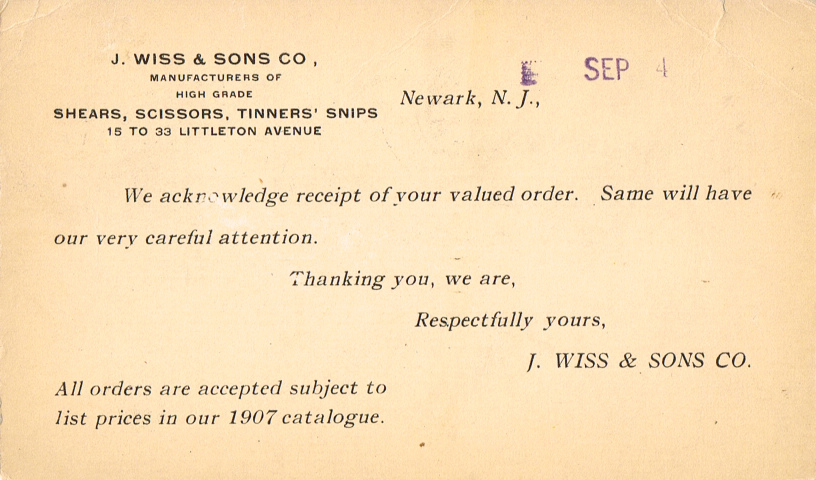 J. WISS & SONS CO,
MANUFACTURERS OF
HIGH GRADE
SHEARS, SCISSORS, TINNERS' SNIPS
15 TO 33 LITTLETON AVENUE
SEP 4
Newark, N. J.,
We acknowledge receipt of your valued order. Same will have
our very careful attention.
Thanking you, we are,
Respectfully yours,
J. WISS & SONS CO.
All orders are accepted subject to
list prices in our 1907 catalogue.